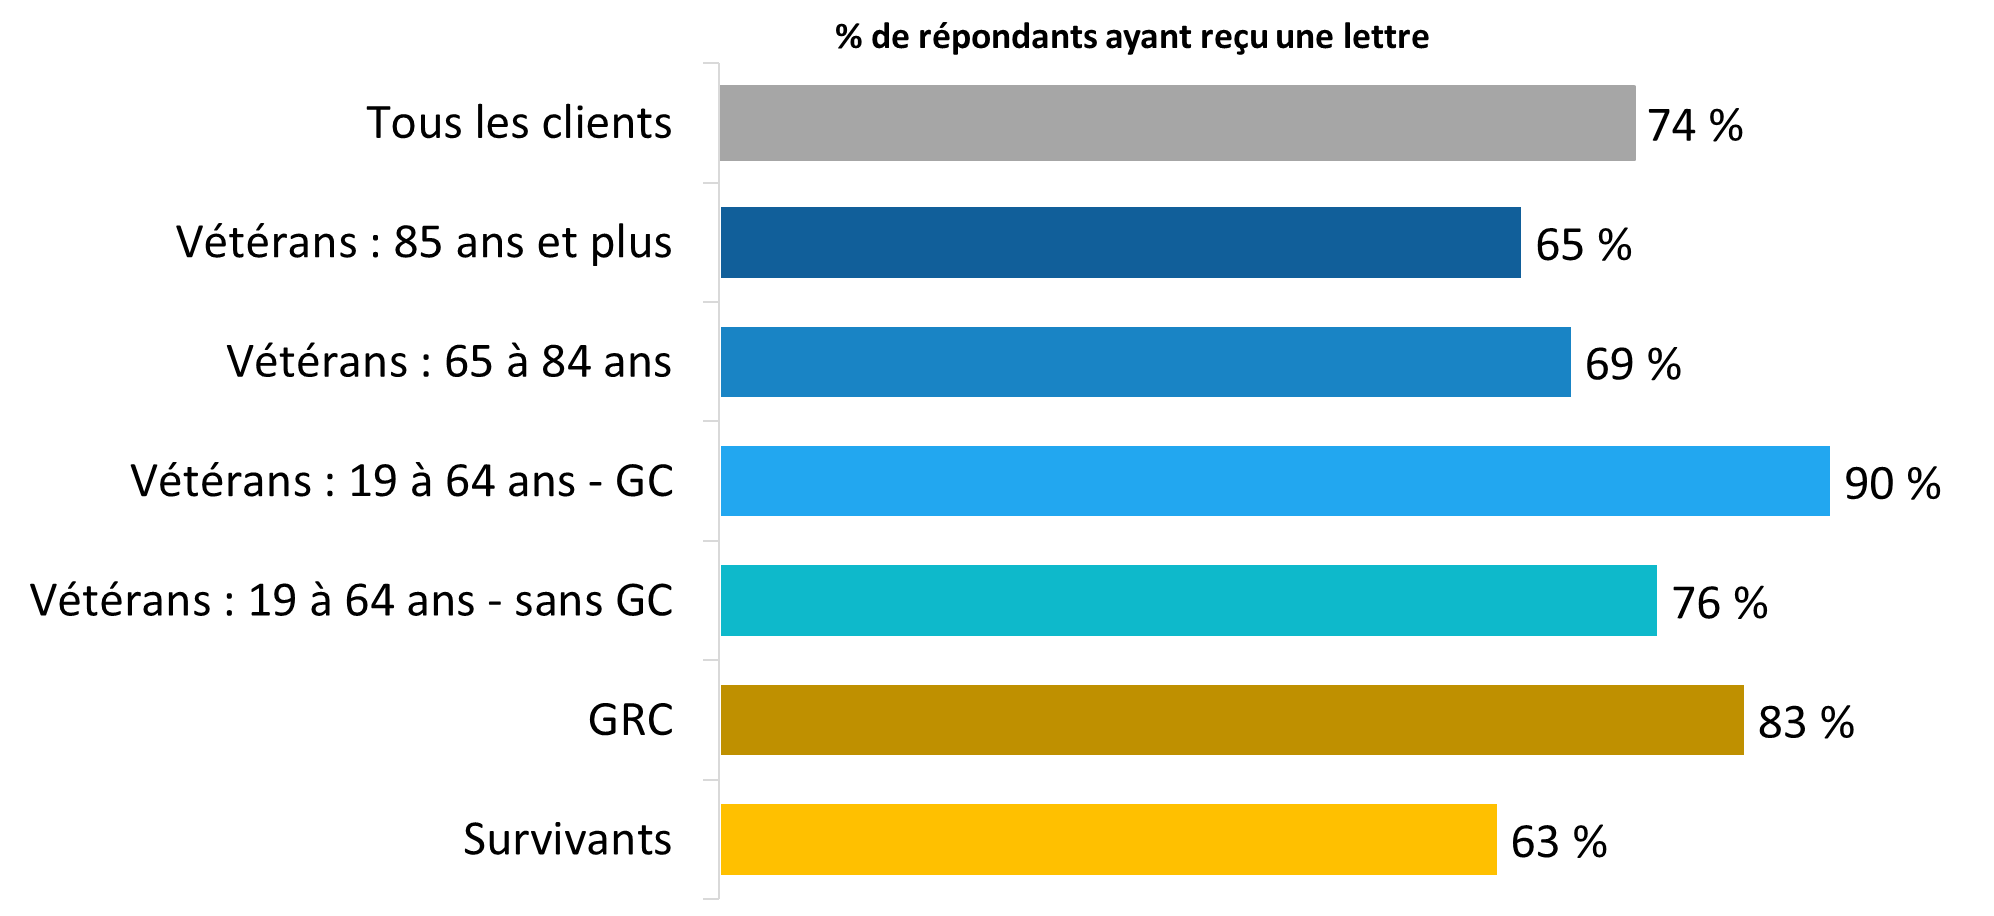 % de répondants ayant reçu une lettre
Tous les clients 74 %
Vétérans : 85 ans et plus 65 %
Vétérans : 65 à 84 ans 69 %
Vétérans : 19 à 64 ans - GC 90 %
Vétérans : 19 à 64 ans - sans GC 76 %
GRC 83 %
Survivants 63 %